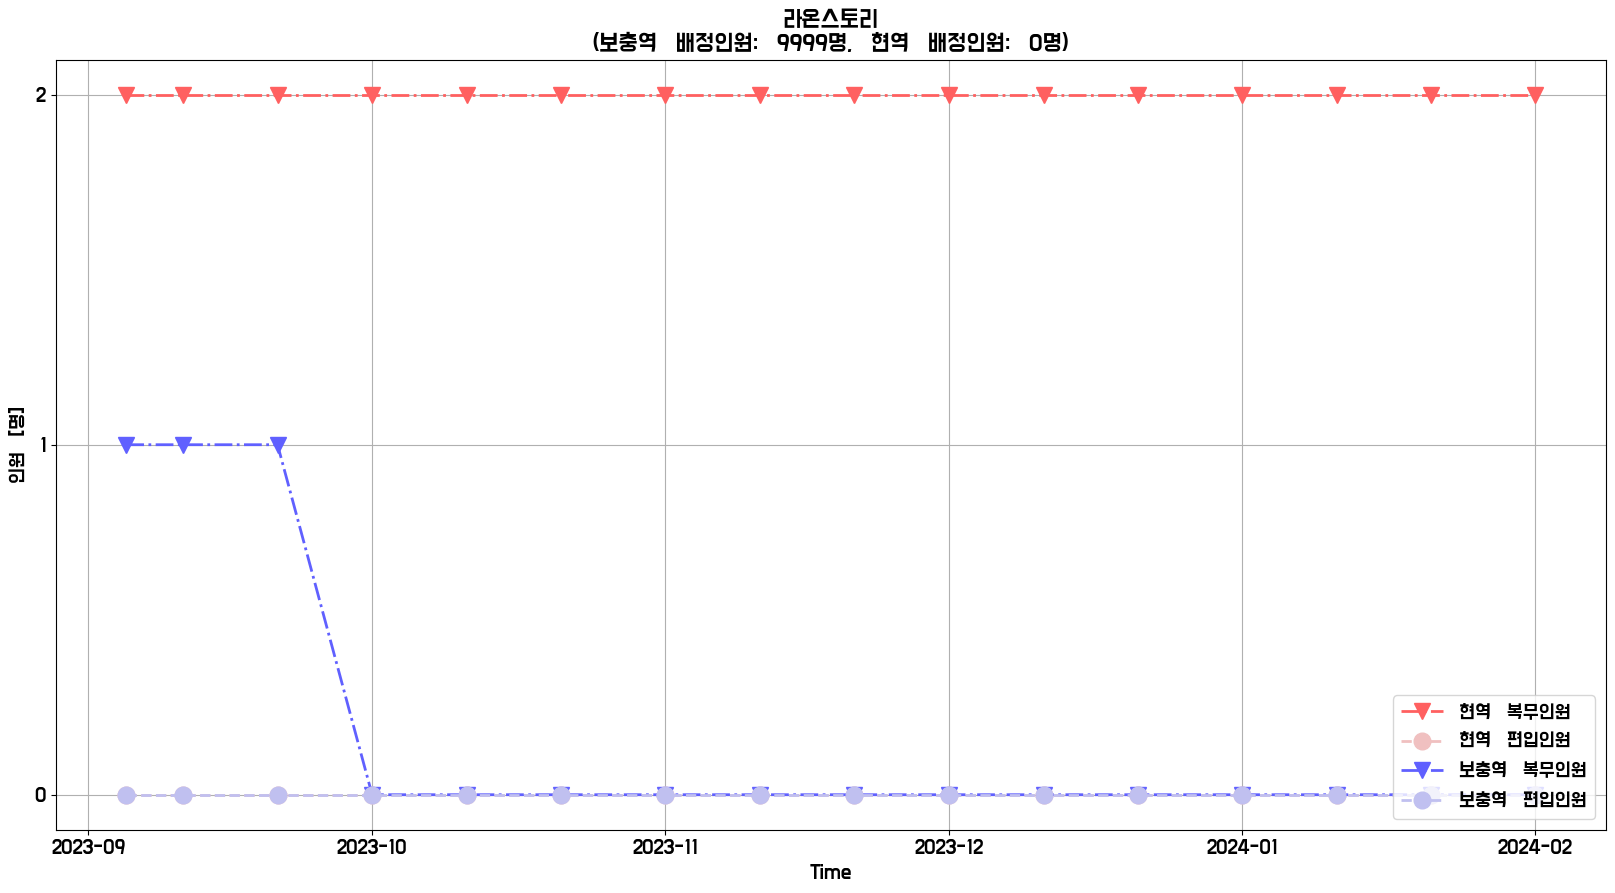 라온스토리
(보충역 배정인원: 9999명, 현역 배정인원: 0명)
2
1
0
인원 [명]
2023-09 2023-10 2023-11 2023-12 2024-01 2024-02
Time
현역 복무인원
현역 편입인원
보충역 복무인원
보충역 편입인원